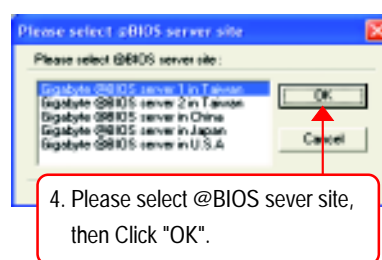 Please select @BIOS server site
Please select @BIOS server site :
Gigabyte @BIOS server 1 in Taiwan
Gigabyte @BIOS server 2 in Taiwan
Gigabyte @BIOS server in China
Gigabyte @BIOS server in Japan
Gigabyte @BIOS server in U.S.A
OK
Cancel
4. Please select @BIOS sever site,
then Click "OK".